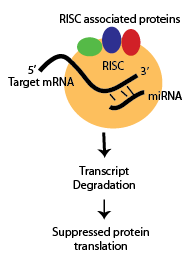 RISC associated proteins
RISC
5’
3’
Target mRNA
miRNA
Transcript
Degradation
Suppressed protein
translation